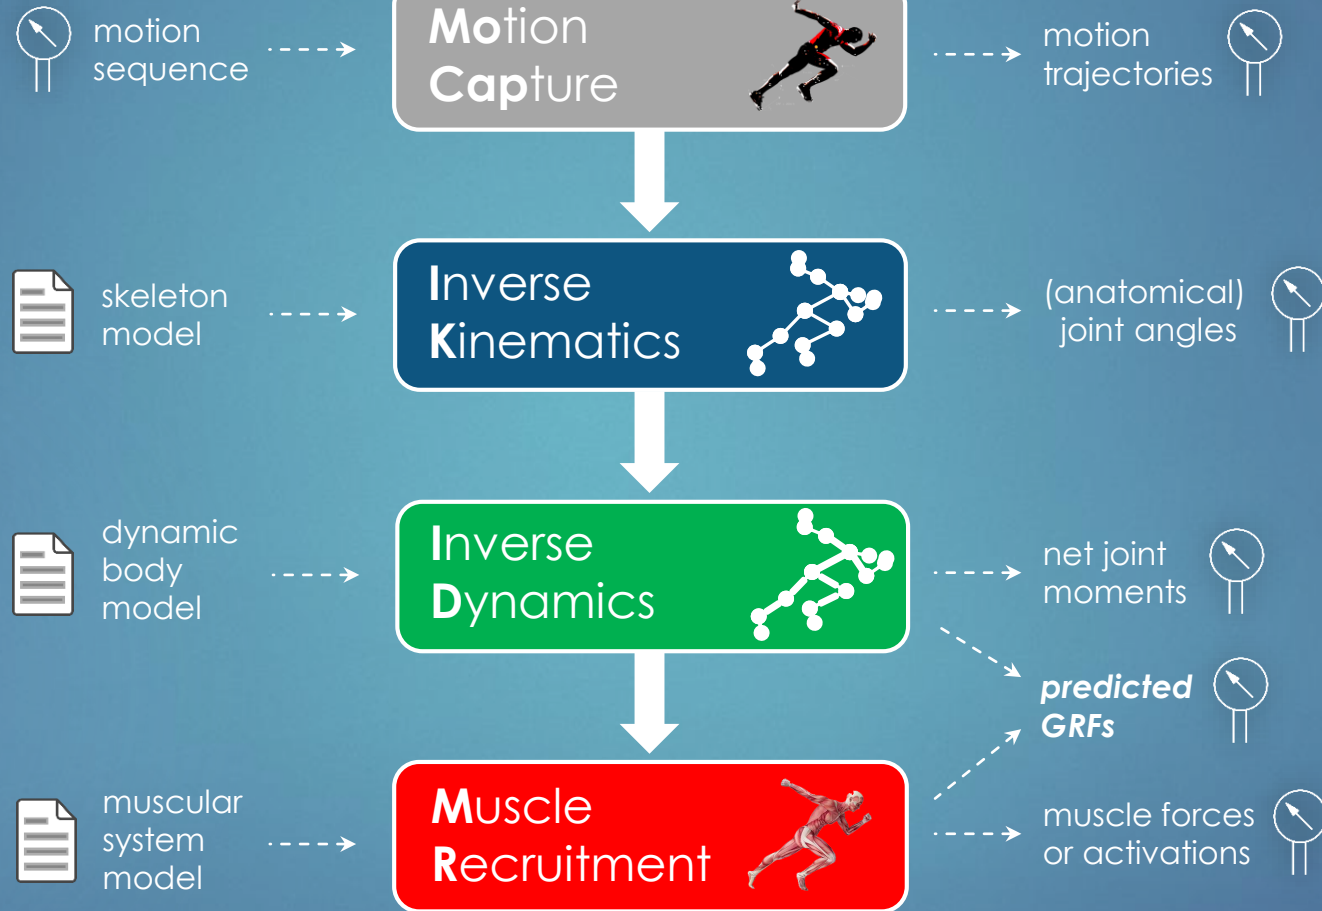 motion
sequence
Motion
Capture
motion
trajectories
skeleton
model
Inverse
Kinematics
(anatomical)
joint angles
dynamic
body
model
Inverse
Dynamics
net joint
moments
predicted
GRFs
muscular
system
model
Muscle
Recruitment
muscle forces
or activations